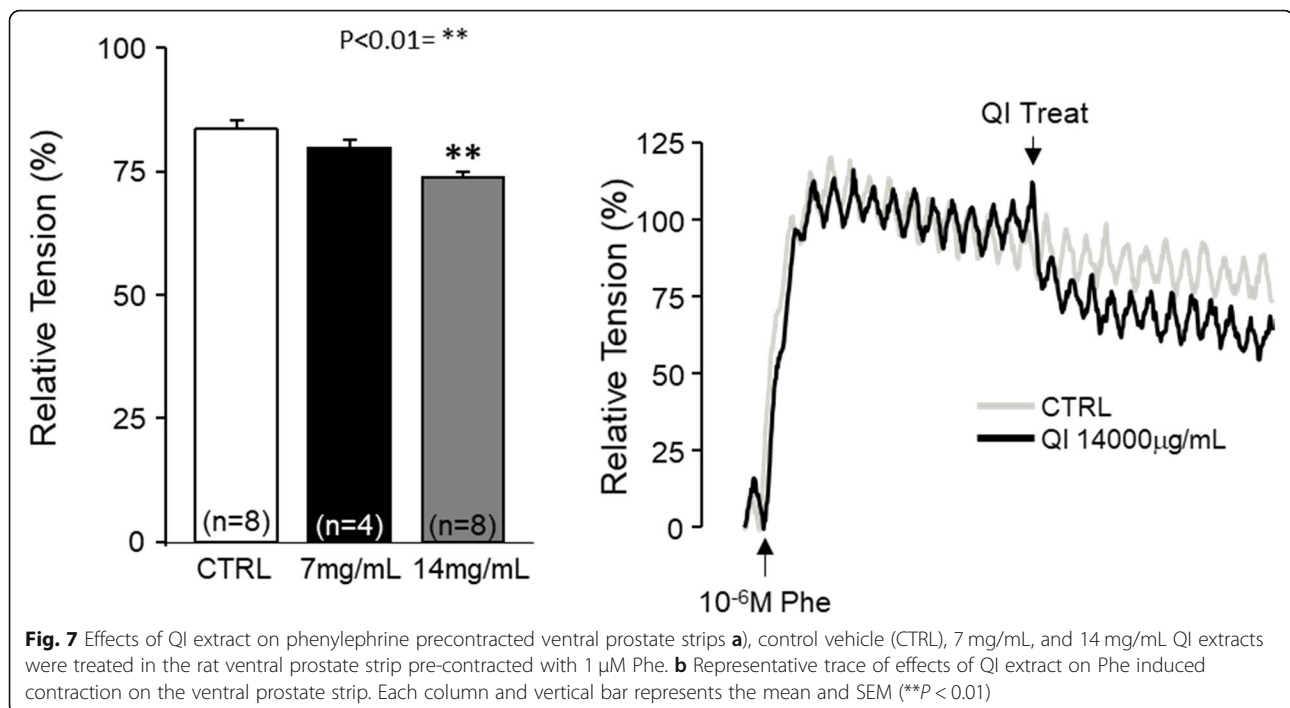 P<0.01= **
Relative Tension (%)
100
75
50
25
0
**
(n=8)
(n=4)
(n=8)
CTRL
7mg/mL
14mg/mL
QI Treat
Relative Tension (%)
125
100
75
50
25
0
CTRL
QI 14000μg/mL
10⁻⁶M Phe
Fig. 7 Effects of QI extract on phenylephrine precontracted ventral prostate strips a), control vehicle (CTRL), 7 mg/mL, and 14 mg/mL QI extracts
were treated in the rat ventral prostate strip pre-contracted with 1 μM Phe. b Representative trace of effects of QI extract on Phe induced
contraction on the ventral prostate strip. Each column and vertical bar represents the mean and SEM (**P < 0.01)